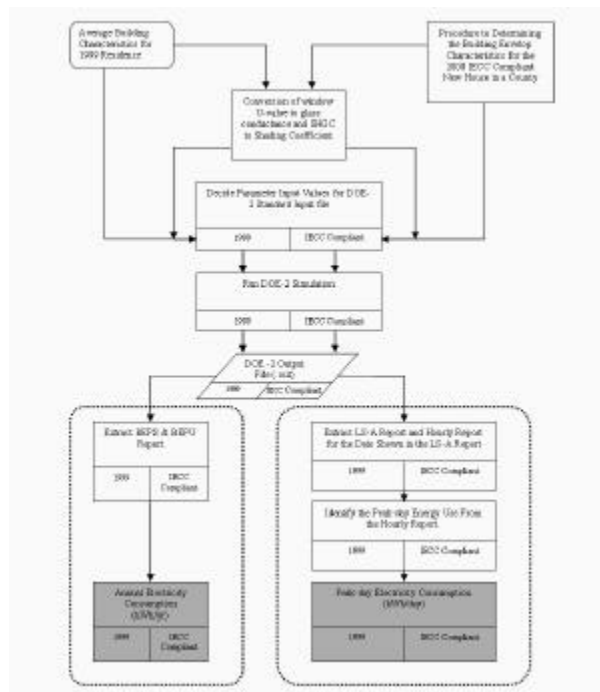 Average Building
Characteristics for
1999 Residence
Procedure to Determining
the Building Envelop
Characteristics for the
2000 IECC Compliant
New House in a County
Conversion of window
U-value to glass
conductance and SHGC
to Shading Coefficient
Decide Parameter Input Values for DOE-
2 Standard Input file
1999
IECC Compliant
Run DOE-2 Simulation
1999
IECC Compliant
DOE-2 Output
File
1999
IECC Compliant
Extract BEPS & BEPU
Report
1999
IECC
Compliant
Extract LS-A Report and Hourly Report
for the Date Shown in the LS-A Report
1999
IECC Compliant
Identify the Peak-day Energy Use From
the Hourly Report
1999
IECC Compliant
Annual Electricity
Consumption
(kWh/yr)
1999
IECC
Compliant
Peak-day Electricity Consumption
(kWh/day)
1999
IECC Compliant